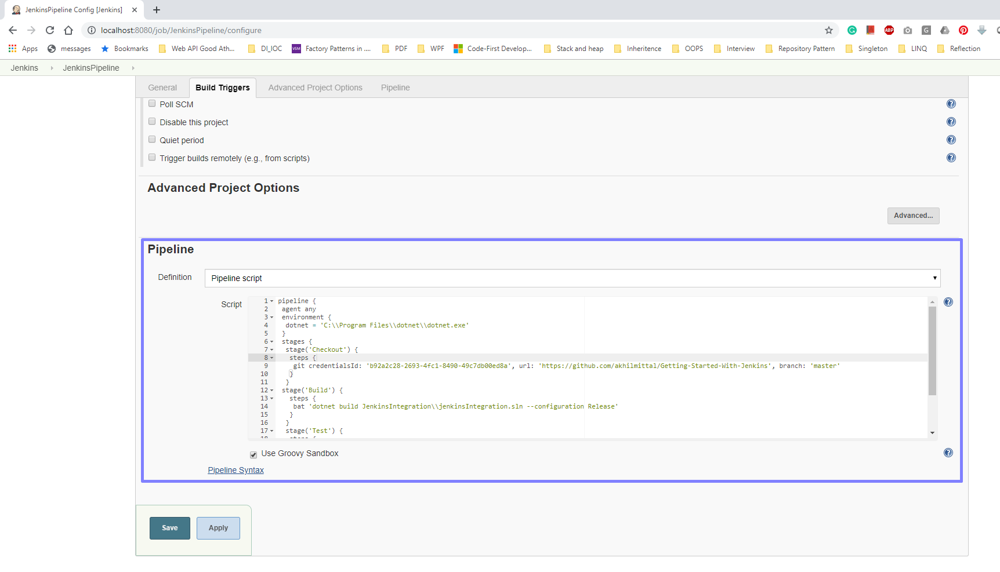 JenkinsPipeline Config [Jenkins]
localhost:8080/job/JenkinsPipeline/configure
Apps messages Bookmarks Web API Good Ath... DI_IOC Factory Patterns in .... PDF WPF Code-First Develop... Stack and heap Inheritence OOPS Interview Repository Pattern Singleton LINQ Reflection
Jenkins JenkinsPipeline
General Build Triggers Advanced Project Options Pipeline
Poll SCM
Disable this project
Quiet period
Trigger builds remotely (e.g., from scripts)
Advanced Project Options
Advanced...
Pipeline
Definition Pipeline script
Script
1 pipeline {
2 agent any
3 environment {
4 dotnet = 'C:\\Program Files\\dotnet\\dotnet.exe'
5 }
6 stages {
7 stage('Checkout') {
8 steps {
9 git credentialsId: 'b92a2c28-2693-4fc1-8490-49c7db00ed8a', url: 'https://github.com/akhilmittal/Getting-Started-With-Jenkins', branch: 'master'
10 }
11 }
12 stage('Build') {
13 steps {
14 bat 'dotnet build JenkinsIntegration\\jenkinsIntegration.sln --configuration Release'
15 }
16 }
17 stage('Test') {
18 steps {
Use Groovy Sandbox
Pipeline Syntax
Save Apply